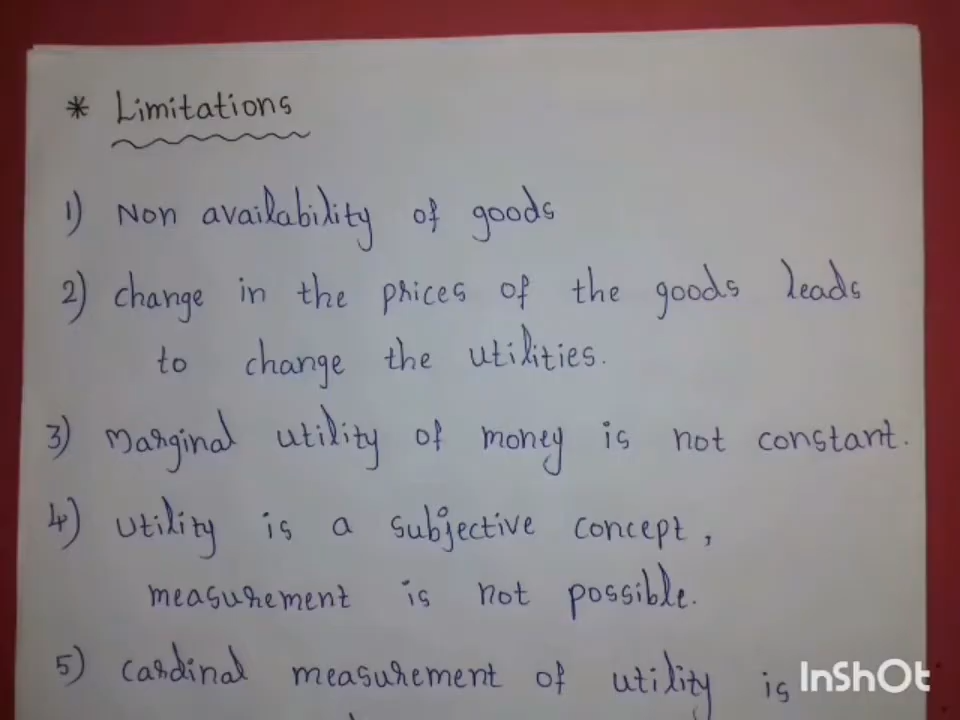 * Limitations
1) Non availability of goods
2) change in the prices of the goods leads
to change the utilities.
3) Marginal utility of money is not constant.
4) utility is a subjective concept,
measurement is not possible.
5) cardinal measurement of utility is
InShOt